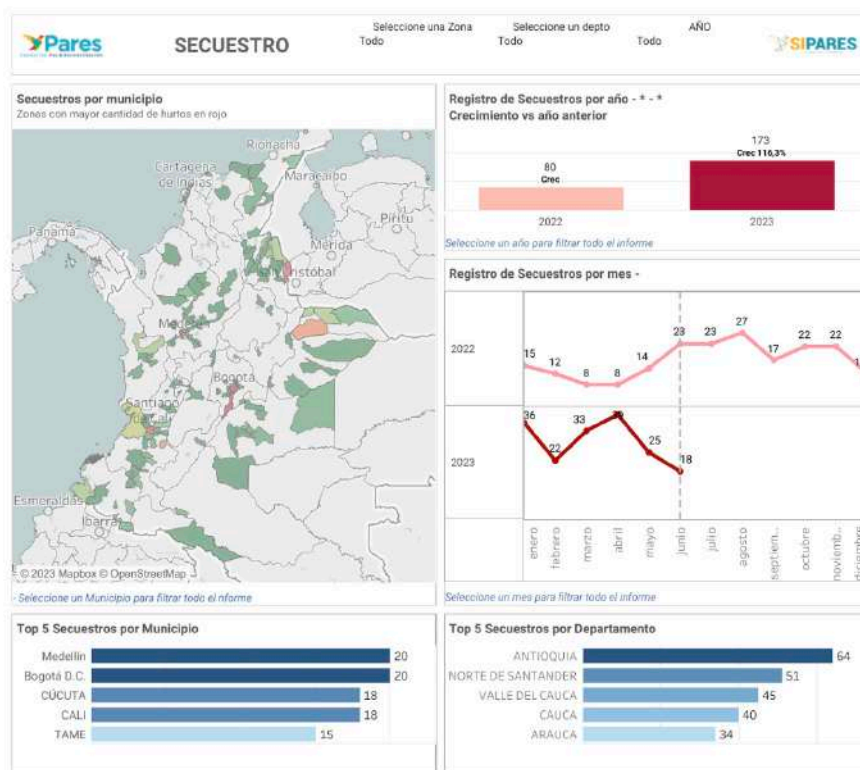 Pares
SECUESTRO
Seleccione una Zona
Todo
Seleccione un depto
Todo
AÑO
Todo
SIPARES
Secuestros por municipio
Zonas con mayor cantidad de hurtos en rojo
Riohacha
Cartagena
de Indias
Maracaibo
Panamá
Píritu
Mérida
Cristóbal
Medellín
Bogotá
Santiago
Cali
Esmeraldas
Ibarra
© 2023 Mapbox © OpenStreetMap
- Seleccione un Municipio para filtrar todo el nforme
Registro de Secuestros por año - * - *
Crecimiento vs año anterior
80
Crec
173
Crec 116,3%
2022
2023
Seleccione un año para filtrar todo el informe
Registro de Secuestros por mes -
2022
15
12
8
8
14
23
23
27
17
22
22
2023
36
22
33
25
18
enero
febrero
marzo
abril
mayo
junio
julio
agosto
septiem...
octubre
noviemb...
diciembre
Seleccione un mes para filtrar todo el informe
Top 5 Secuestros por Municipio
Medellín 20
Bogotá D.C. 20
CÚCUTA 18
CALI 18
TAME 15
Top 5 Secuestros por Departamento
ANTIOQUIA 64
NORTE DE SANTANDER 51
VALLE DEL CAUCA 45
CAUCA 40
ARAUCA 34